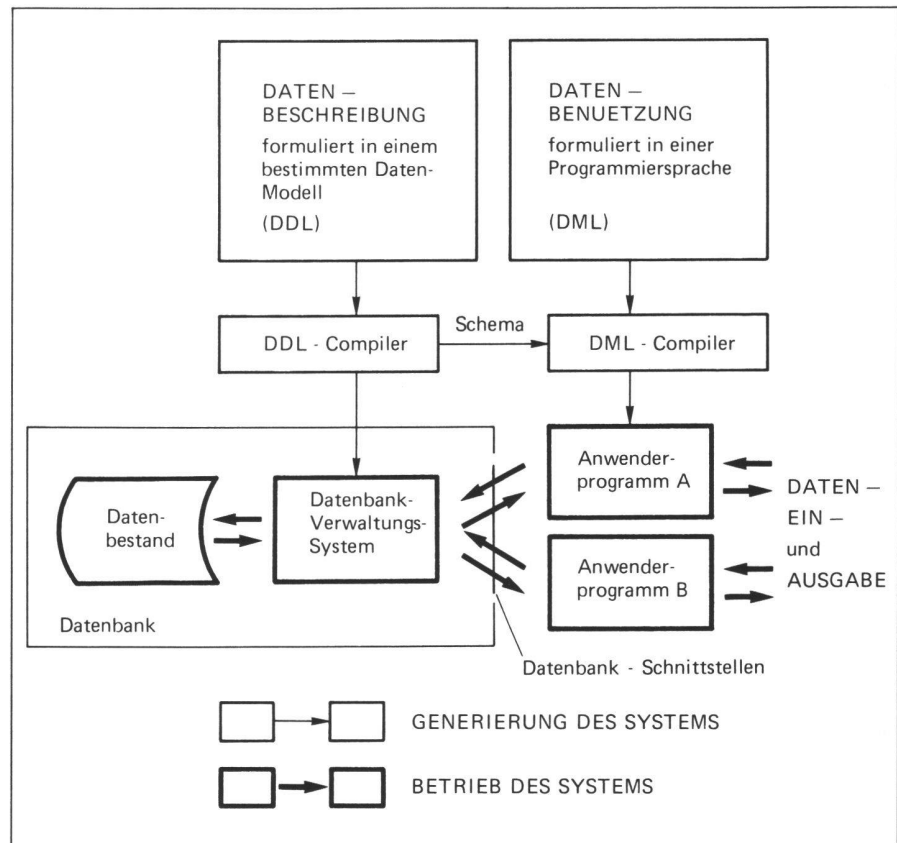 DATEN –
BESCHREIBUNG
formuliert in einem
bestimmten Daten-
Modell
(DDL)
DATEN –
BENUETZUNG
formuliert in einer
Programmiersprache
(DML)
DDL - Compiler
Schema
DML - Compiler
Daten-
bestand
Datenbank-
Verwaltungs-
System
Anwender-
programm A
Anwender-
programm B
DATEN –
EIN –
und
AUSGABE
Datenbank
Datenbank - Schnittstellen
GENERIERUNG DES SYSTEMS
BETRIEB DES SYSTEMS